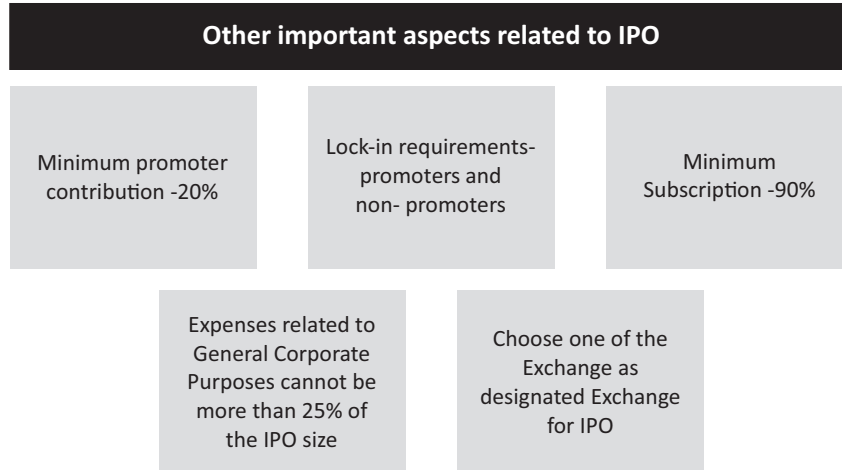 Other important aspects related to IPO
Minimum promoter
contribution -20%
Lock-in requirements-
promoters and
non- promoters
Minimum
Subscription -90%
Expenses related to
General Corporate
Purposes cannot be
more than 25% of
the IPO size
Choose one of the
Exchange as
designated Exchange
for IPO